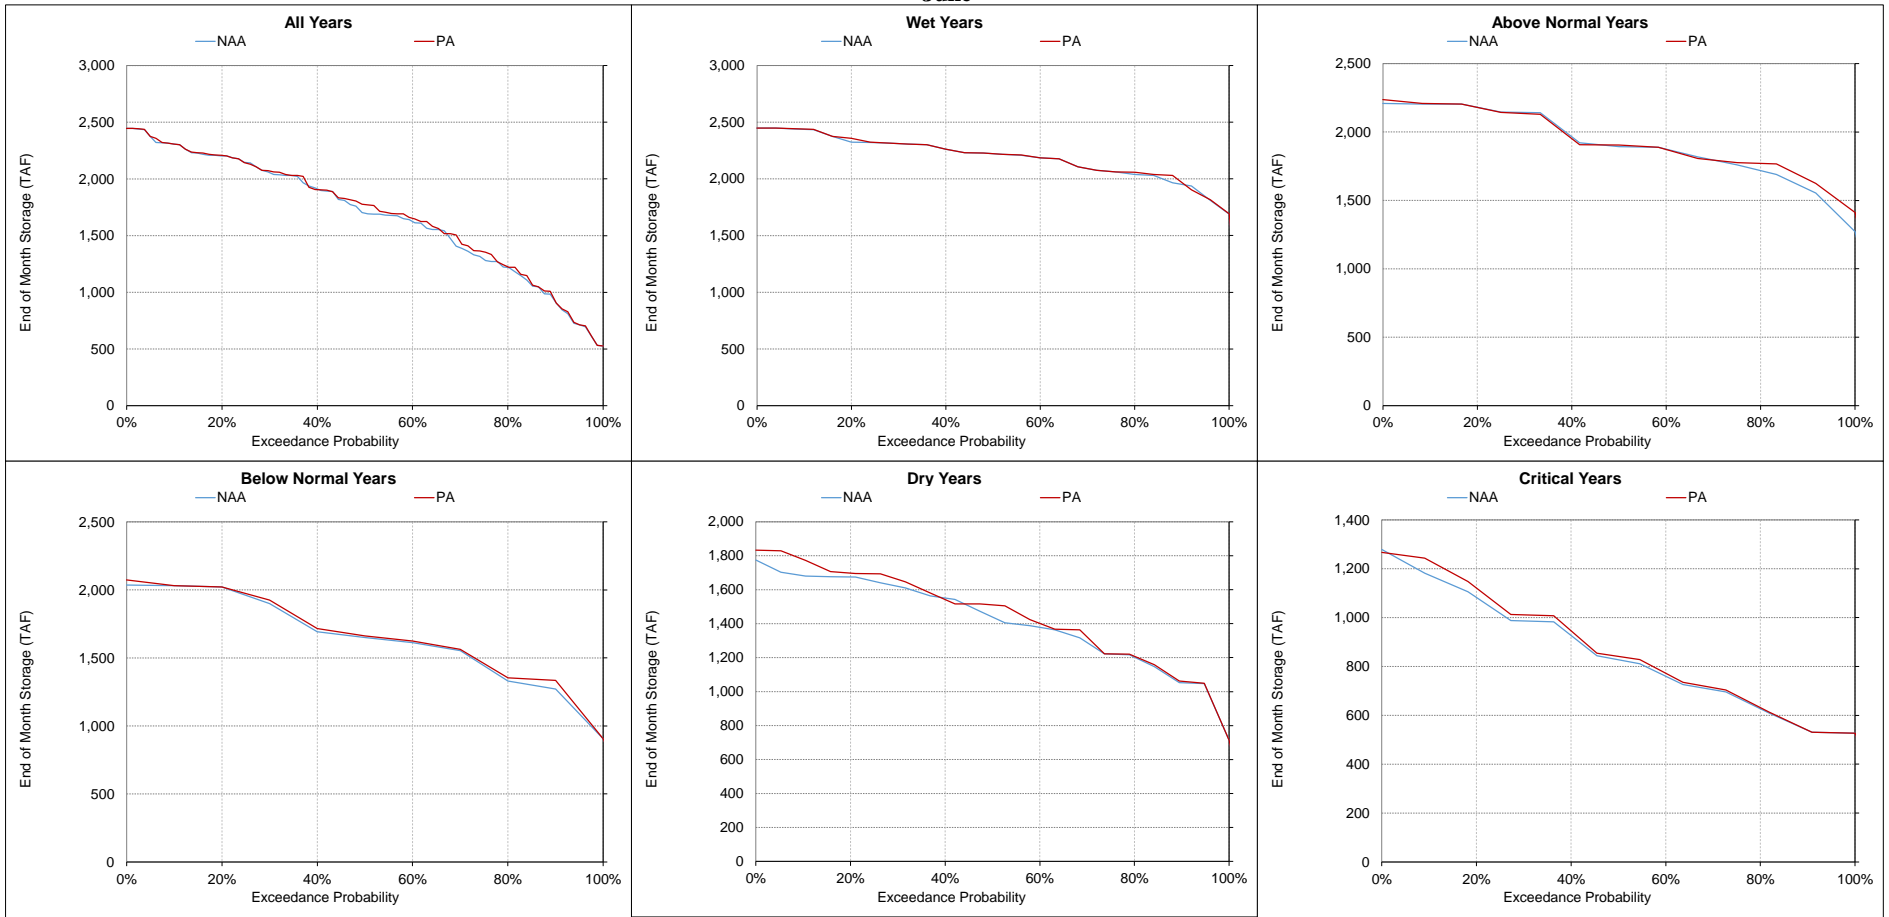 All Years
NAA PA
3,000
2,500
2,000
1,500
1,000
500
0
0% 20% 40% 60% 80% 100%
End of Month Storage (TAF)
Exceedance Probability
Wet Years
NAA PA
3,000
2,500
2,000
1,500
1,000
500
0
0% 20% 40% 60% 80% 100%
End of Month Storage (TAF)
Exceedance Probability
Above Normal Years
NAA PA
2,500
2,000
1,500
1,000
500
0
0% 20% 40% 60% 80% 100%
End of Month Storage (TAF)
Exceedance Probability
Below Normal Years
NAA PA
2,500
2,000
1,500
1,000
500
0
0% 20% 40% 60% 80% 100%
End of Month Storage (TAF)
Exceedance Probability
Dry Years
NAA PA
2,000
1,800
1,600
1,400
1,200
1,000
800
600
400
200
0
0% 20% 40% 60% 80% 100%
End of Month Storage (TAF)
Exceedance Probability
Critical Years
NAA PA
1,400
1,200
1,000
800
600
400
200
0
0% 20% 40% 60% 80% 100%
End of Month Storage (TAF)
Exceedance Probability